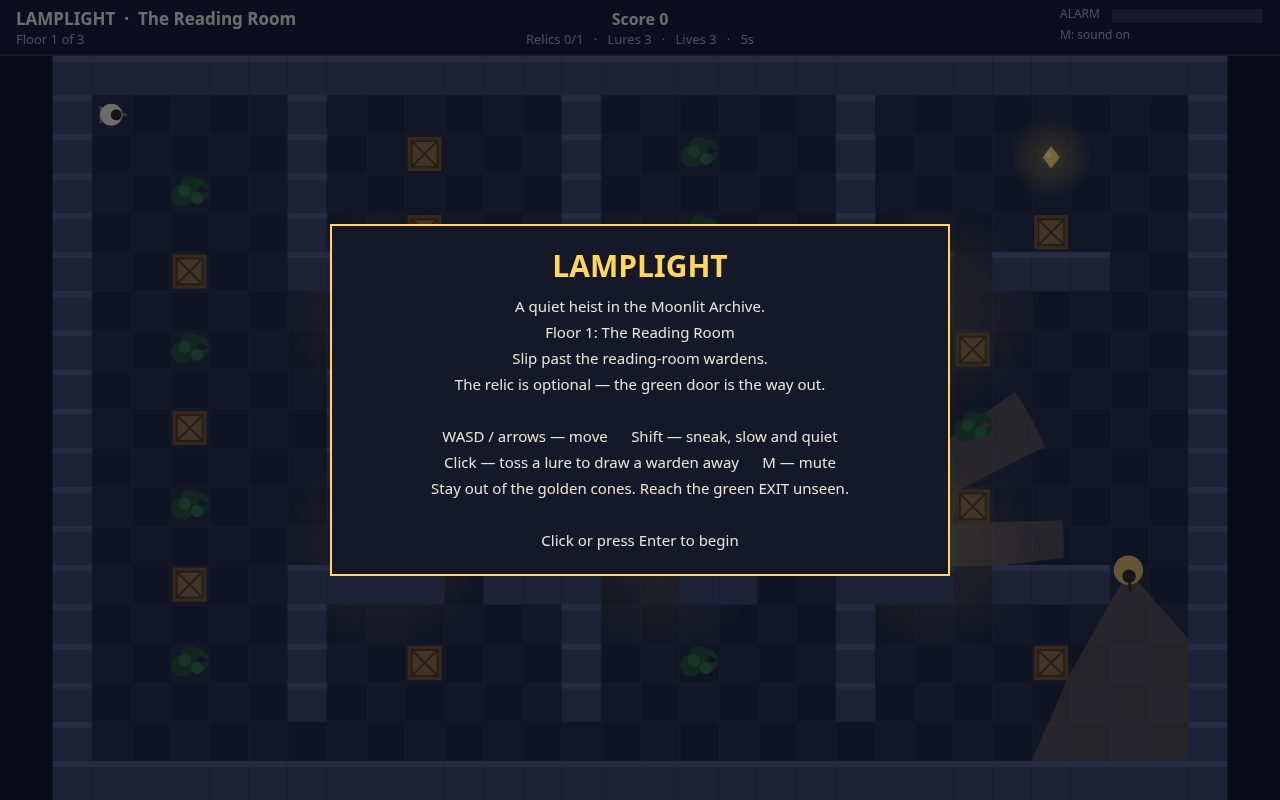 LAMPLIGHT · The Reading Room
Floor 1 of 3
Score 0
Relics 0/1 · Lures 3 · Lives 3 · 5s
ALARM
M: sound on
LAMPLIGHT
A quiet heist in the Moonlit Archive.
Floor 1: The Reading Room
Slip past the reading-room wardens.
The relic is optional — the green door is the way out.
WASD / arrows — move Shift — sneak, slow and quiet
Click — toss a lure to draw a warden away M — mute
Stay out of the golden cones. Reach the green EXIT unseen.
Click or press Enter to begin